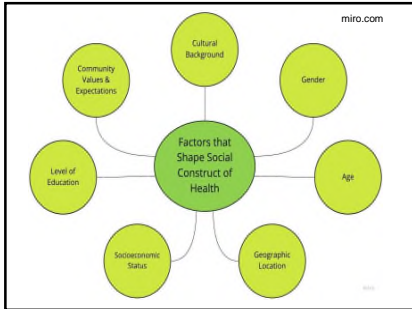 miro.com
Cultural
Background
Community
Values &
Expectations
Gender
Factors that
Shape Social
Construct of
Health
Level of
Education
Age
Socioeconomic
Status
Geographic
Location
miro